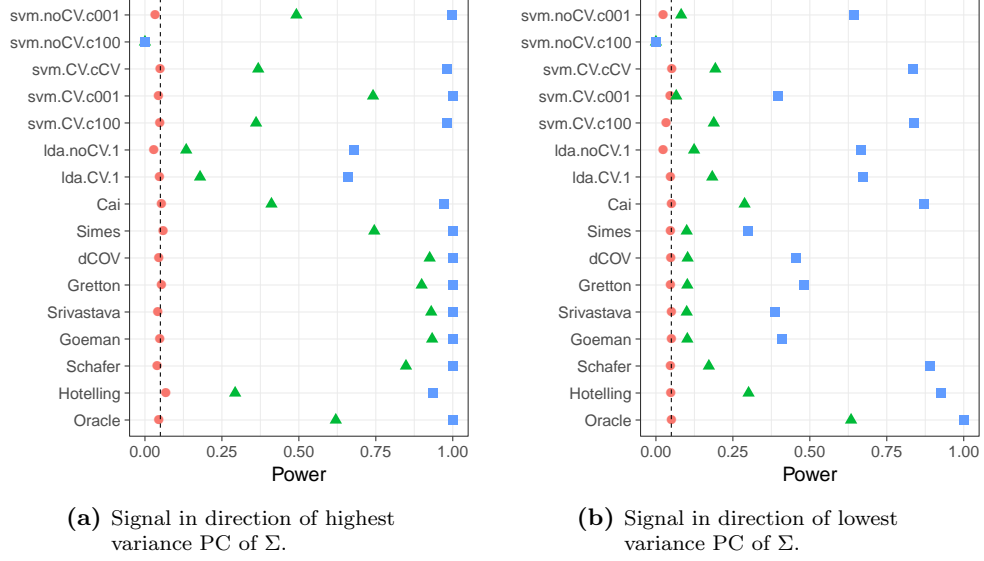 svm.noCV.c001
svm.noCV.c100
svm.CV.cCV
svm.CV.c001
svm.CV.c100
lda.noCV.1
lda.CV.1
Cai
Simes
dCOV
Gretton
Srivastava
Goeman
Schafer
Hotelling
Oracle
0.00 0.25 0.50 0.75 1.00
Power
(a) Signal in direction of highest
variance PC of Σ.
svm.noCV.c001
svm.noCV.c100
svm.CV.cCV
svm.CV.c001
svm.CV.c100
lda.noCV.1
lda.CV.1
Cai
Simes
dCOV
Gretton
Srivastava
Goeman
Schafer
Hotelling
Oracle
0.00 0.25 0.50 0.75 1.00
Power
(b) Signal in direction of lowest
variance PC of Σ.